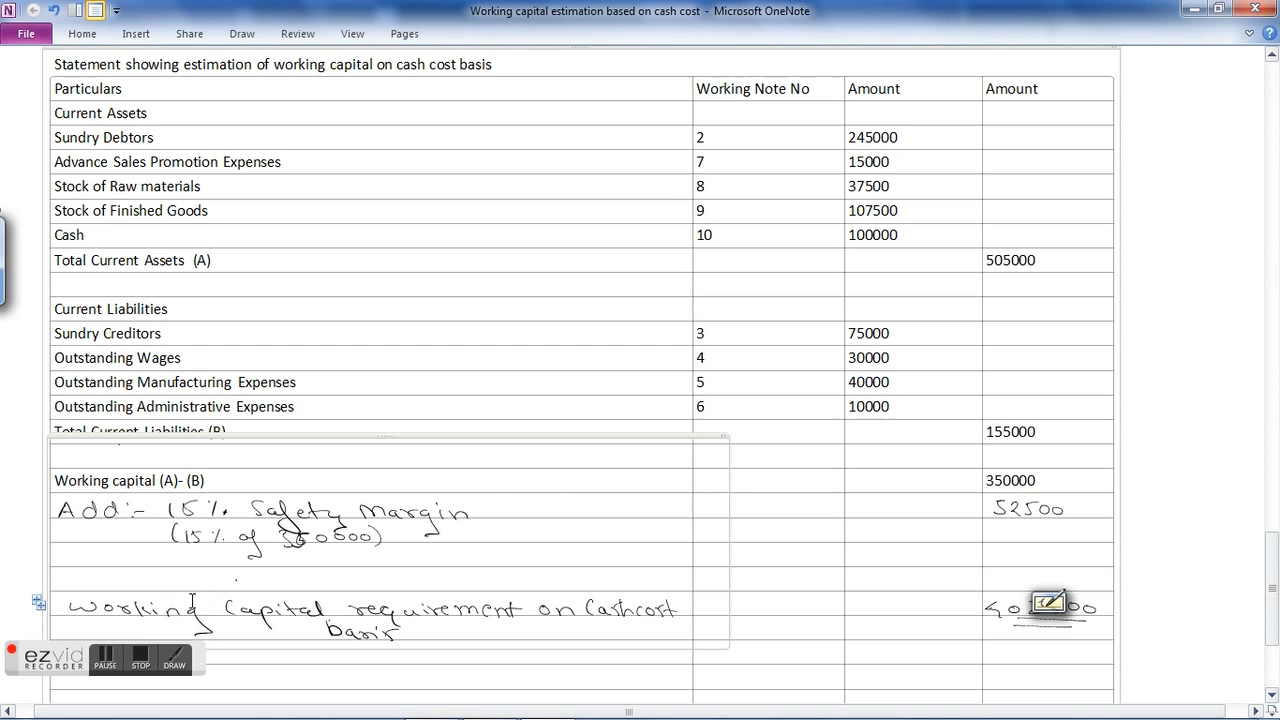 Working capital estimation based on cash cost - Microsoft OneNote
File Home Insert Share Draw Review View Pages
Statement showing estimation of working capital on cash cost basis
Particulars Working Note No Amount Amount
Current Assets
Sundry Debtors 2 245000
Advance Sales Promotion Expenses 7 15000
Stock of Raw materials 8 37500
Stock of Finished Goods 9 107500
Cash 10 100000
Total Current Assets (A) 505000
Current Liabilities
Sundry Creditors 3 75000
Outstanding Wages 4 30000
Outstanding Manufacturing Expenses 5 40000
Outstanding Administrative Expenses 6 10000
Total Current Liabilities (B) 155000
Working capital (A)- (B) 350000
Add:- 15% Safety Margin 52500
(15% of 350000)
Working Capital requirement on Cash cost
basis
ezvid
RECORDER
PAUSE STOP DRAW